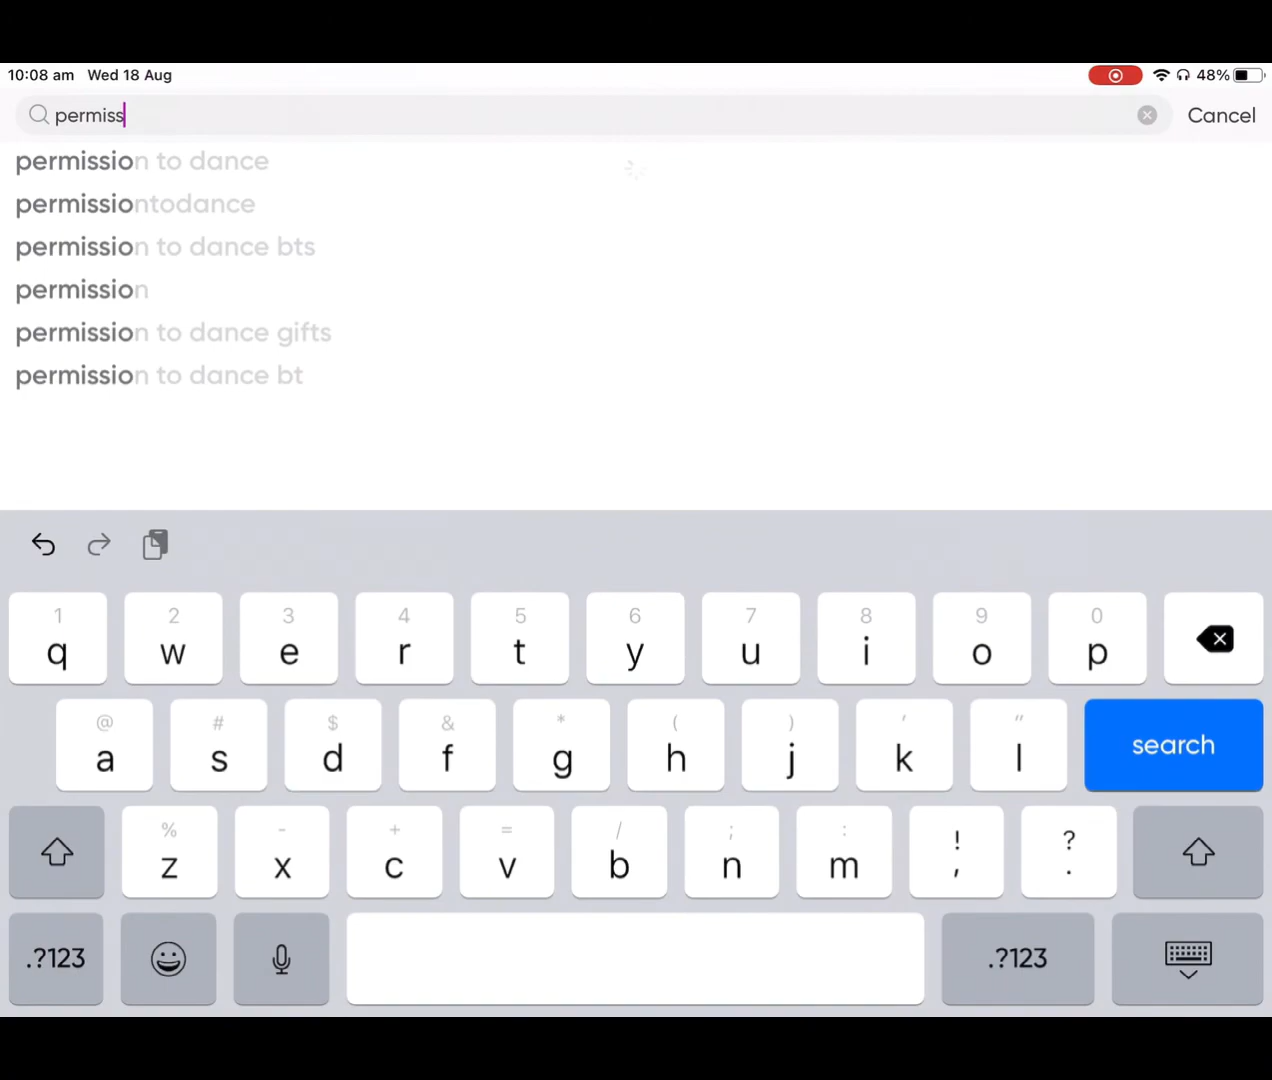 10:08 am Wed 18 Aug 48%
permiss Cancel
permission to dance
permissiontodance
permission to dance bts
permission
permission to dance gifts
permission to dance bt
1 2 3 4 5 6 7 8 9 0
q w e r t y u i o p
@ # $ & * ( ) ' "
a s d f g h j k l search
% - + = / ; : ! ?
z x c v b n m , .
.?123 .?123